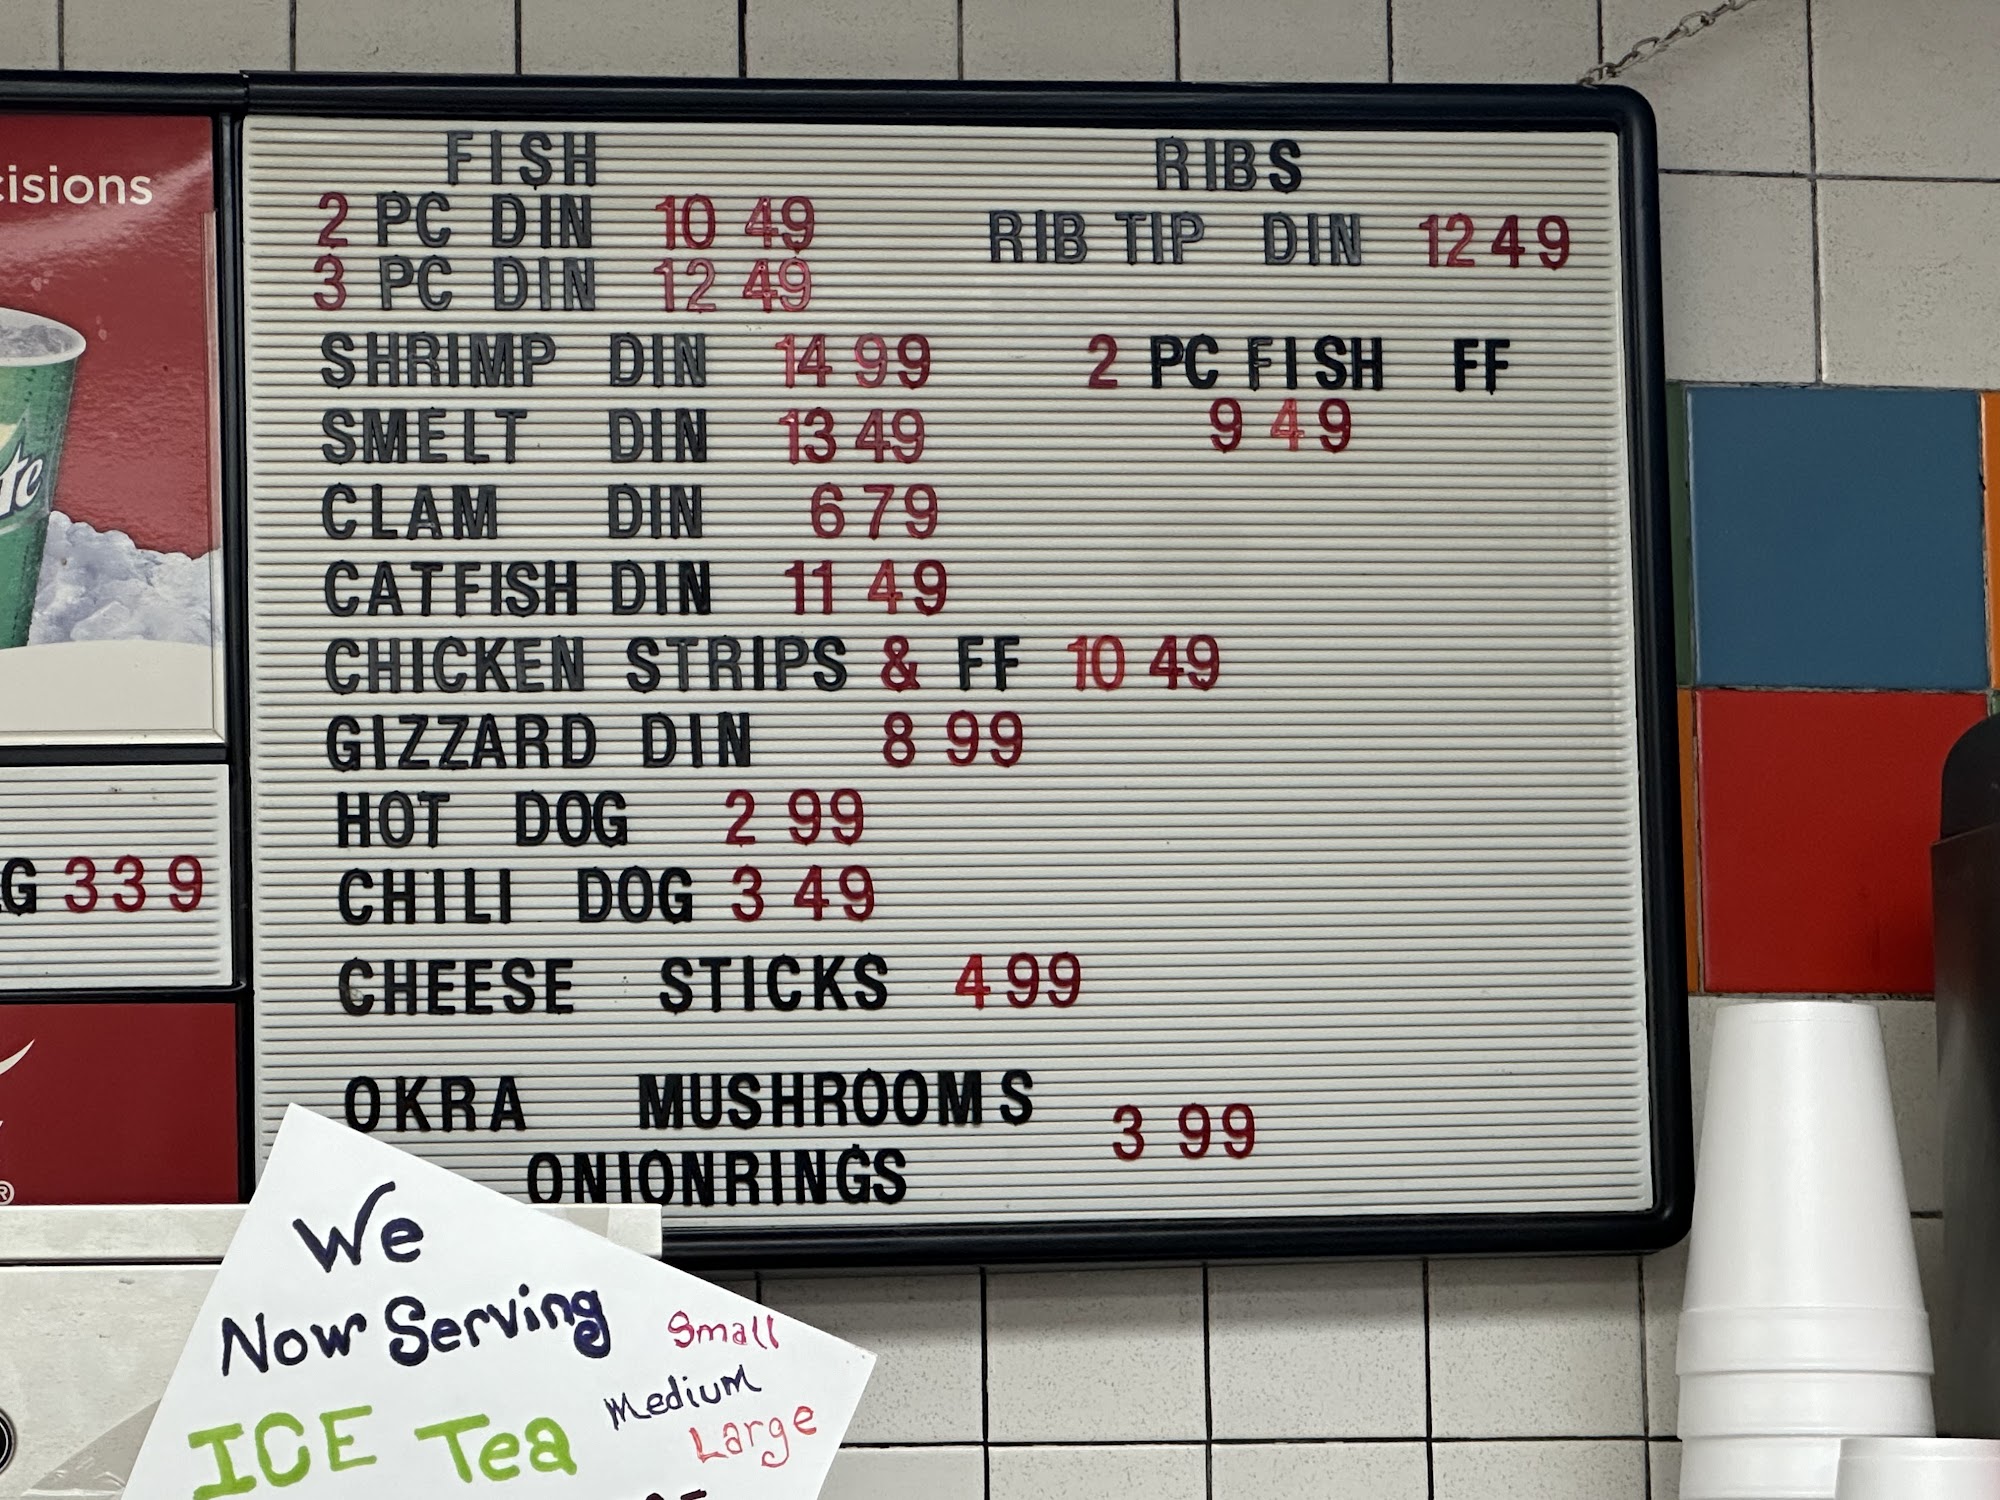 cisions
G 339
FISH
2 PC DIN 10 49
3 PC DIN 12 49
SHRIMP DIN 14 99
SMELT DIN 13 49
CLAM DIN 6 79
CATFISH DIN 11 49
CHICKEN STRIPS & FF 10 49
GIZZARD DIN 8 99
HOT DOG 2 99
CHILI DOG 3 49
CHEESE STICKS 4 99
OKRA MUSHROOMS
ONIONRINGS 3 99
RIBS
RIB TIP DIN 12 49
2 PC FISH FF
9 49
We
Now Serving
ICE Tea
Small
Medium
Large